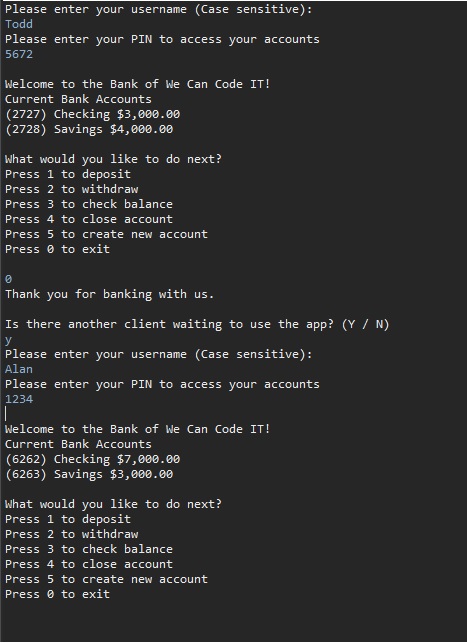 Please enter your username (Case sensitive):
Todd
Please enter your PIN to access your accounts
5672
Welcome to the Bank of We Can Code IT!
Current Bank Accounts
(2727) Checking $3,000.00
(2728) Savings $4,000.00
What would you like to do next?
Press 1 to deposit
Press 2 to withdraw
Press 3 to check balance
Press 4 to close account
Press 5 to create new account
Press 0 to exit
0
Thank you for banking with us.
Is there another client waiting to use the app? (Y / N)
y
Please enter your username (Case sensitive):
Alan
Please enter your PIN to access your accounts
1234
Welcome to the Bank of We Can Code IT!
Current Bank Accounts
(6262) Checking $7,000.00
(6263) Savings $3,000.00
What would you like to do next?
Press 1 to deposit
Press 2 to withdraw
Press 3 to check balance
Press 4 to close account
Press 5 to create new account
Press 0 to exit